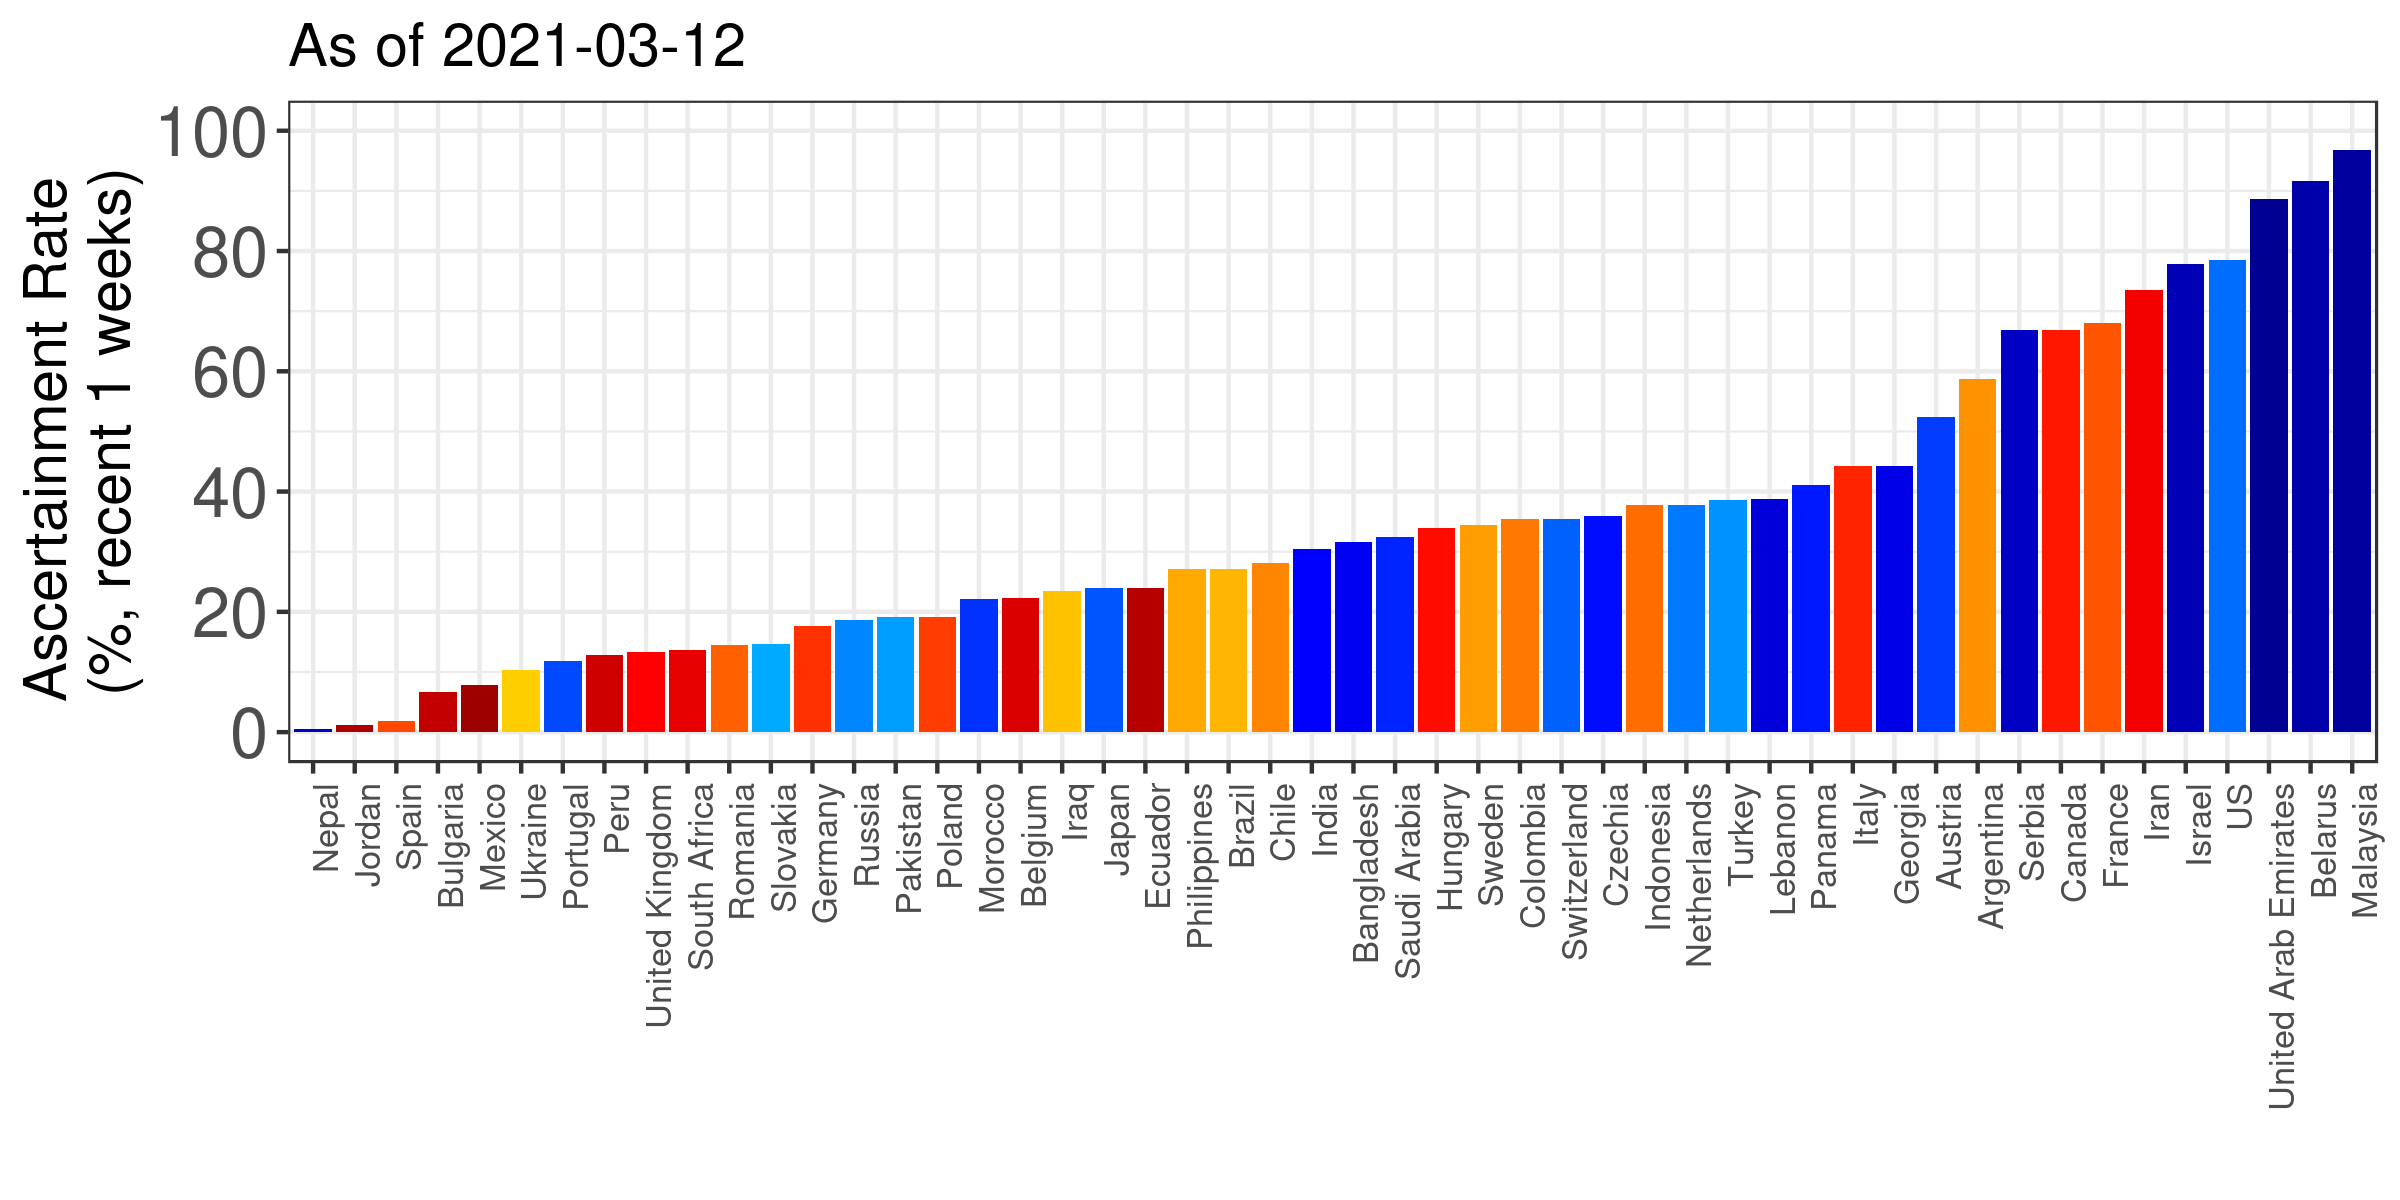 As of 2021-03-12
Ascertainment Rate
(%, recent 1 weeks)
100
80
60
40
20
0
Nepal
Jordan
Spain
Bulgaria
Mexico
Ukraine
Portugal
Peru
United Kingdom
South Africa
Romania
Slovakia
Germany
Russia
Pakistan
Poland
Morocco
Belgium
Iraq
Japan
Ecuador
Philippines
Brazil
Chile
India
Bangladesh
Saudi Arabia
Hungary
Sweden
Colombia
Switzerland
Czechia
Indonesia
Netherlands
Turkey
Lebanon
Panama
Italy
Georgia
Austria
Argentina
Serbia
Canada
France
Iran
Israel
US
United Arab Emirates
Belarus
Malaysia